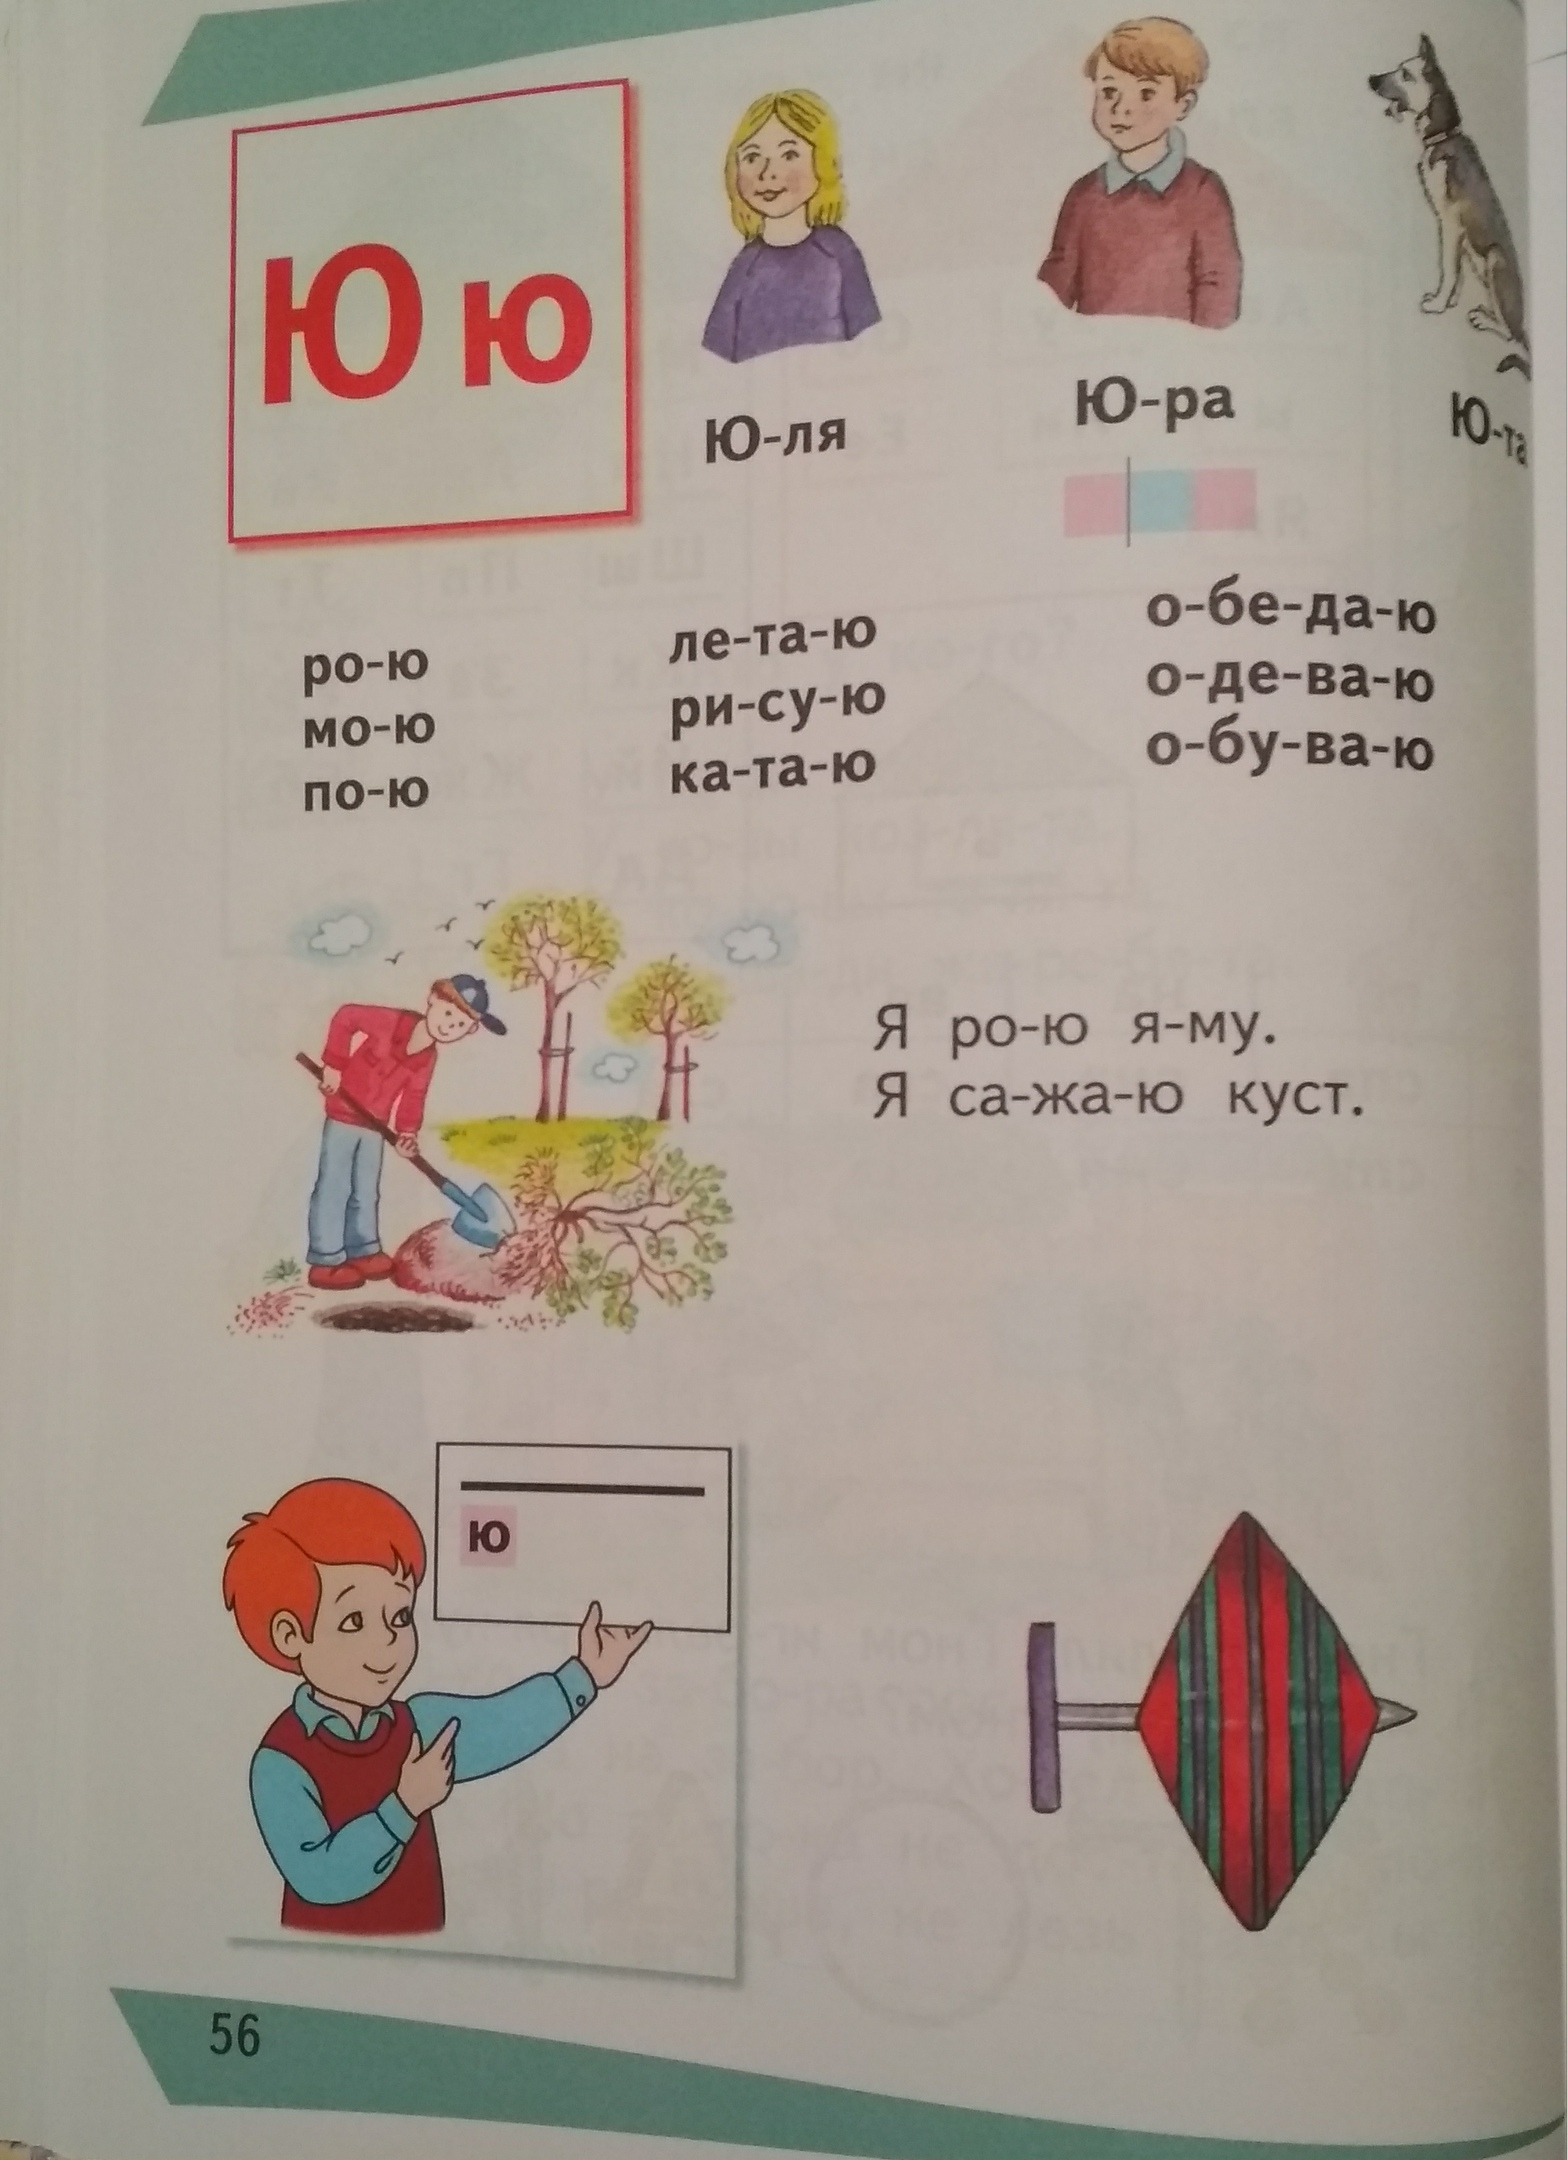 Ю ю
Ю-ля
Ю-ра
Ю-та
ро-ю
мо-ю
по-ю
ле-та-ю
ри-су-ю
ка-та-ю
о-бе-да-ю
о-де-ва-ю
о-бу-ва-ю
Я ро-ю я-му.
Я са-жа-ю куст.
ю
56